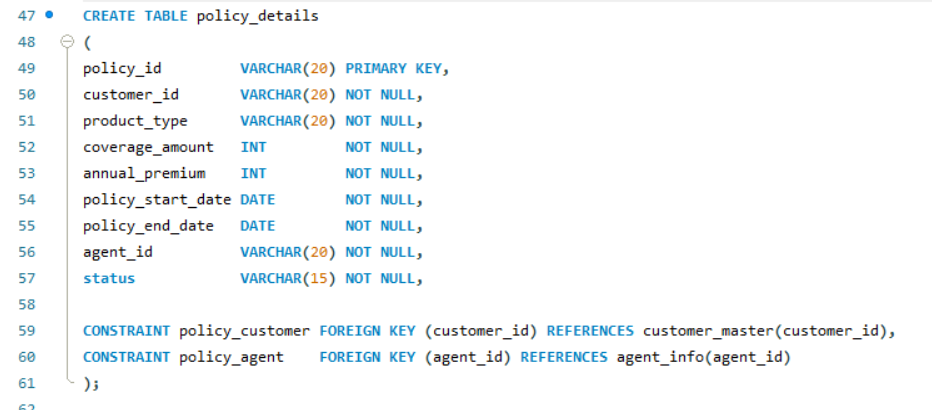 47 CREATE TABLE policy_details
48 (
49 policy_id VARCHAR(20) PRIMARY KEY,
50 customer_id VARCHAR(20) NOT NULL,
51 product_type VARCHAR(20) NOT NULL,
52 coverage_amount INT NOT NULL,
53 annual_premium INT NOT NULL,
54 policy_start_date DATE NOT NULL,
55 policy_end_date DATE NOT NULL,
56 agent_id VARCHAR(20) NOT NULL,
57 status VARCHAR(15) NOT NULL,
58
59 CONSTRAINT policy_customer FOREIGN KEY (customer_id) REFERENCES customer_master(customer_id),
60 CONSTRAINT policy_agent FOREIGN KEY (agent_id) REFERENCES agent_info(agent_id)
61 );
62